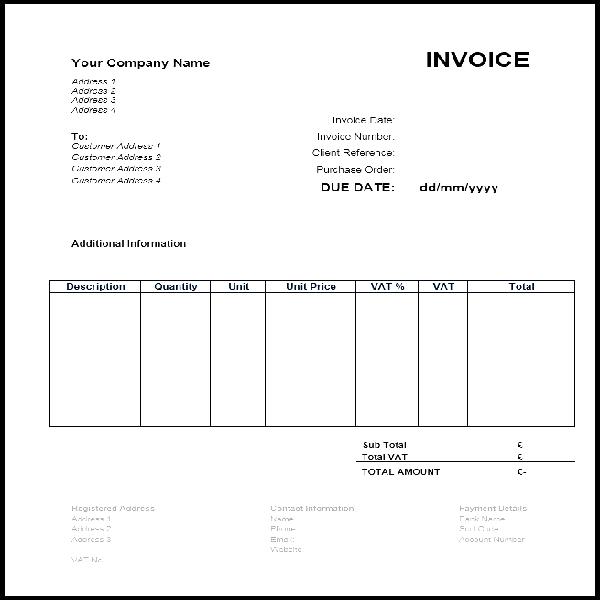 Your Company Name
INVOICE
Address 1
Address 2
Address 3
Address 4
Invoice Date:
To:
Invoice Number:
Customer Address 1
Customer Address 2
Client Reference:
Customer Address 3
Purchase Order:
Customer Address 4
DUE DATE: dd/mm/yyyy
Additional Information
Description Quantity Unit Unit Price VAT % VAT Total
Sub Total €
Total VAT €
TOTAL AMOUNT €-
Registered Address Contact Information Payment Details
Address 1 Name: Bank Name
Address 2 Phone: Sort Code
Address 3 Email: Account Number
Website:
VAT No.